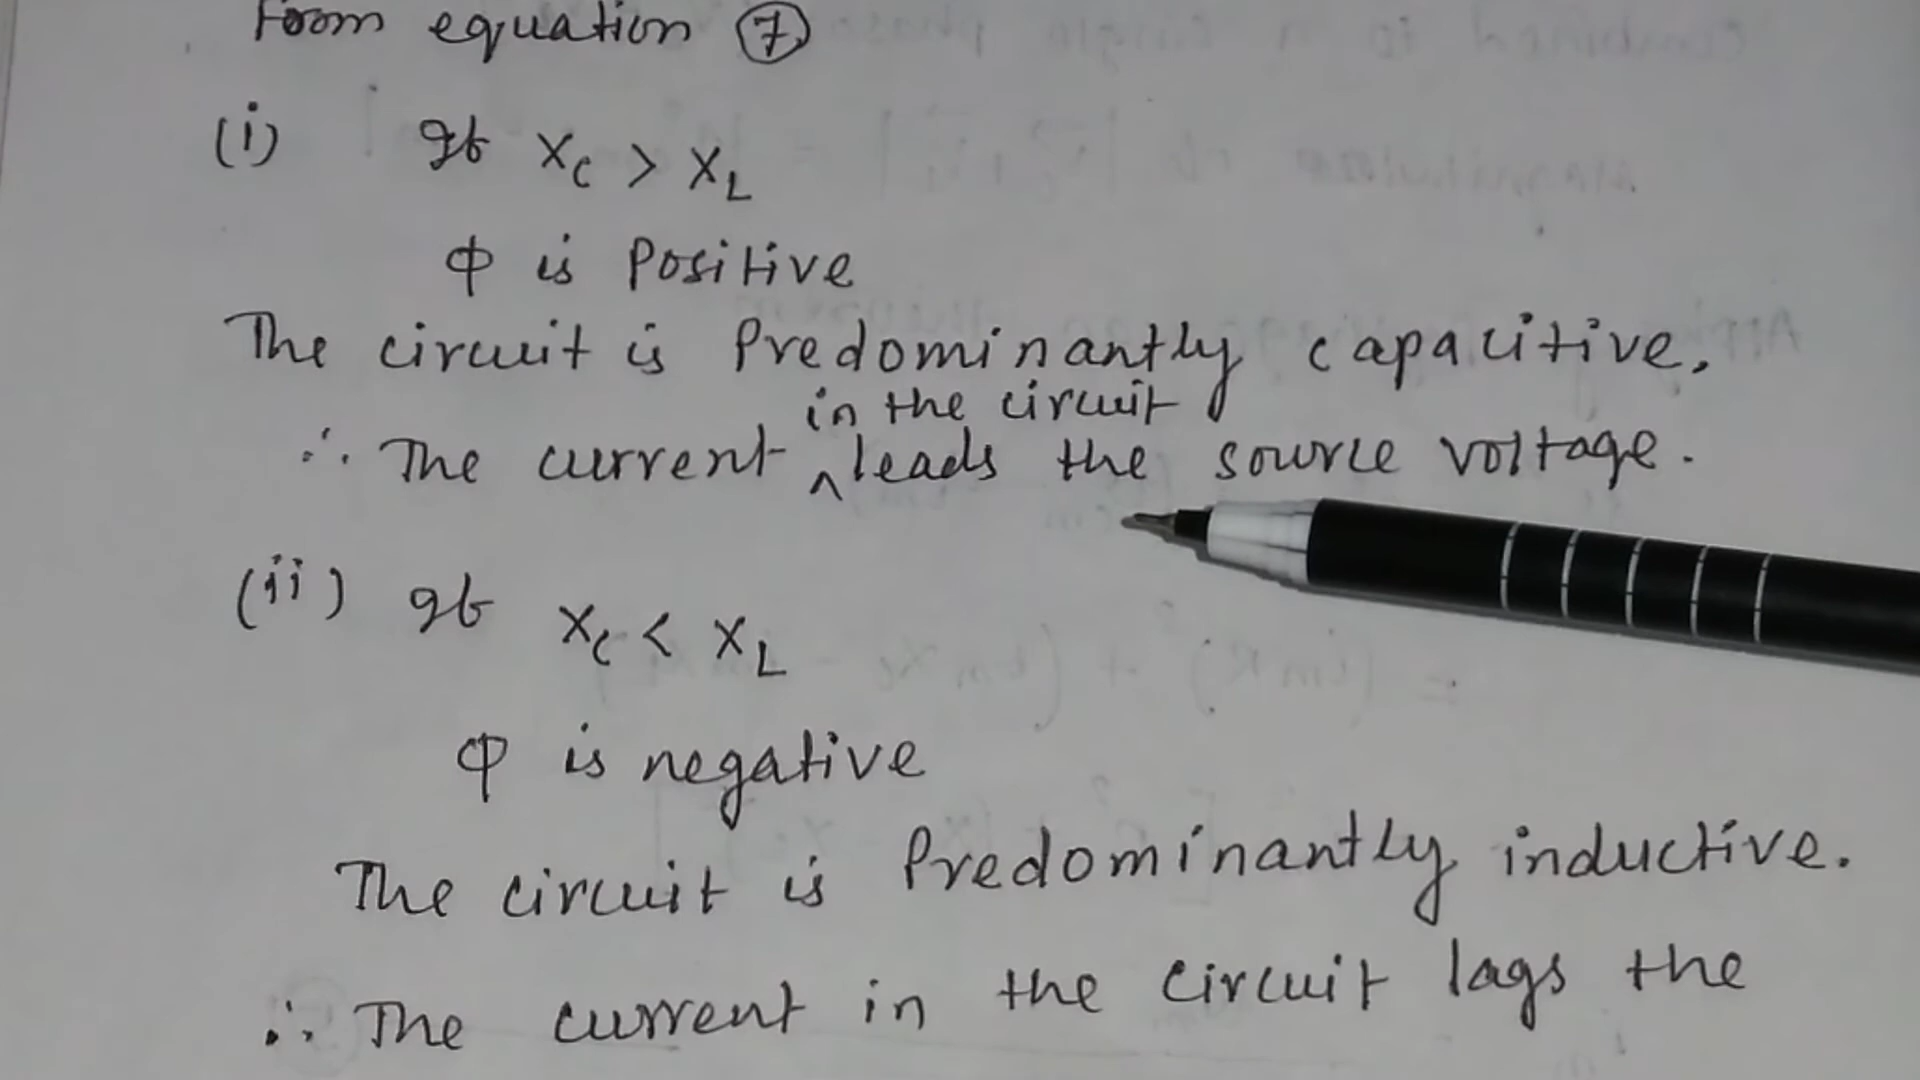 From equation ⑦
(i) If Xc > XL
ϕ is Positive
The circuit is Predominantly capacitive,
in the circuit
∴ The current ^ leads the source voltage.
(ii) If Xc < XL
φ is negative
The circuit is Predominantly inductive.
∴ The current in the circuit lags the